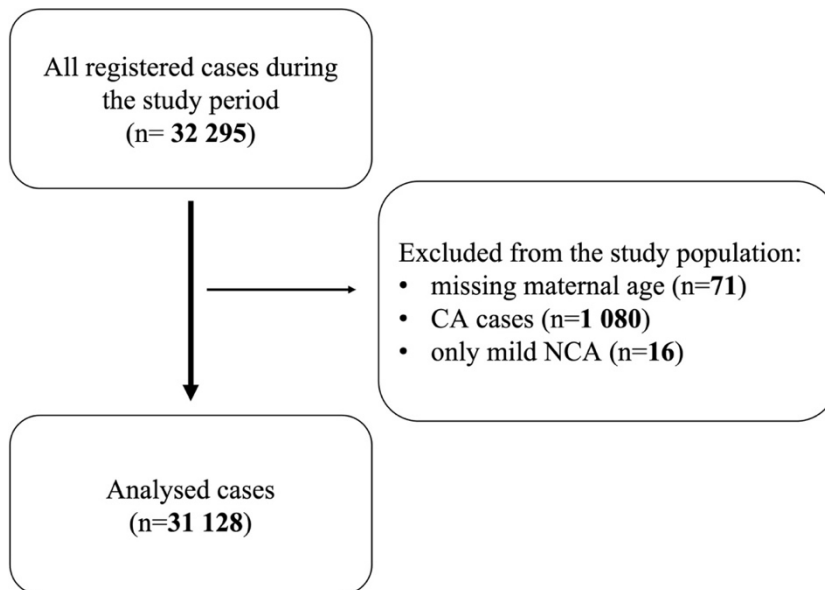 All registered cases during
the study period
(n= 32 295)
Excluded from the study population:
• missing maternal age (n=71)
• CA cases (n=1 080)
• only mild NCA (n=16)
Analysed cases
(n=31 128)